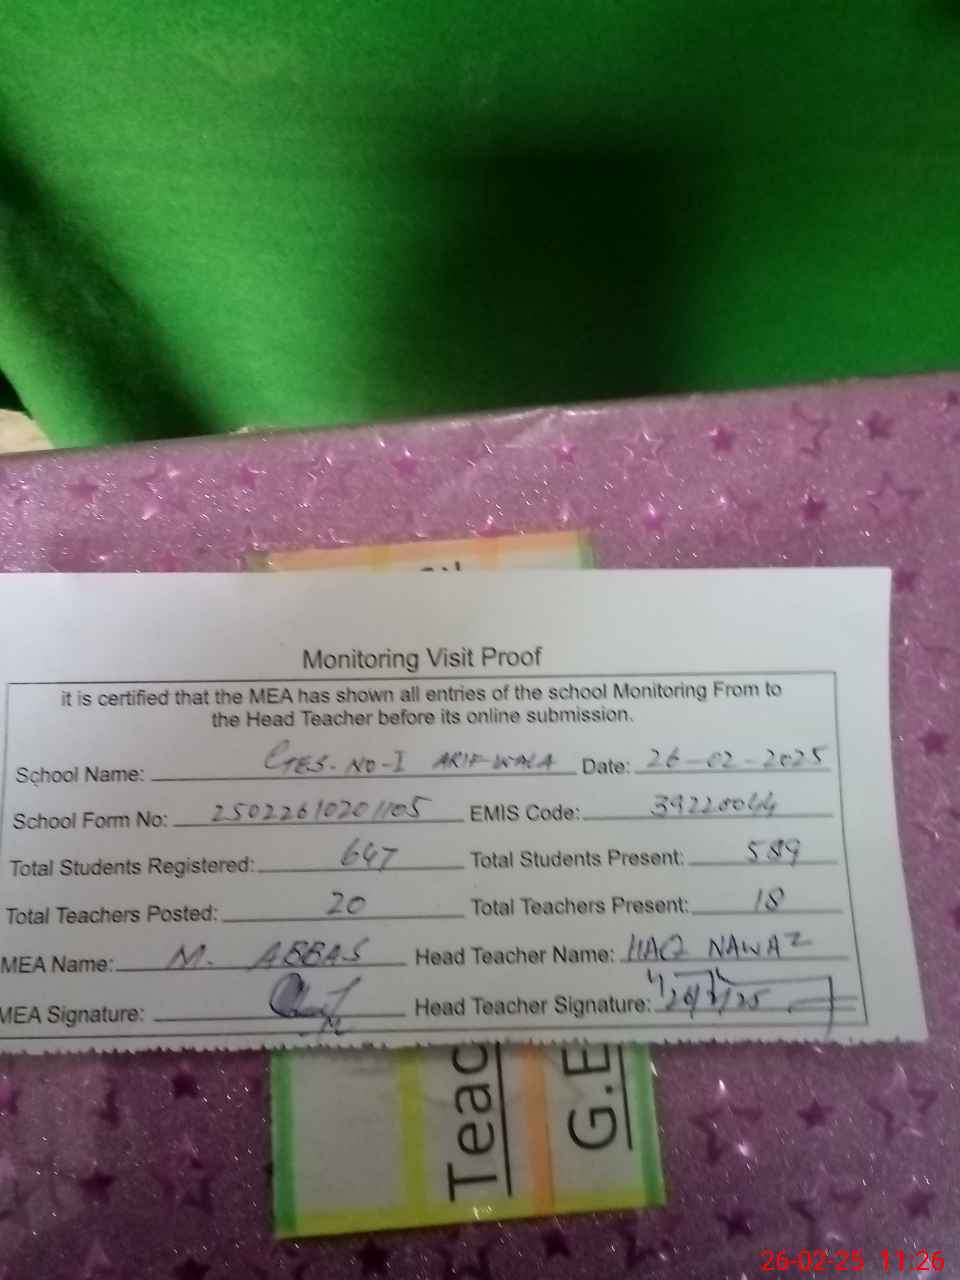 Monitoring Visit Proof
it is certified that the MEA has shown all entries of the school Monitoring From to
the Head Teacher before its online submission.
School Name: GES. NO-I ARIF WALA Date: 26-02-2025
School Form No: 25022610201105 EMIS Code: 39220044
Total Students Registered: 647 Total Students Present: 589
Total Teachers Posted: 20 Total Teachers Present: 18
MEA Name: M. ABBAS Head Teacher Name: HAQ NAWAZ
MEA Signature: Head Teacher Signature:
Teac
G.E
26-02-25 11:26